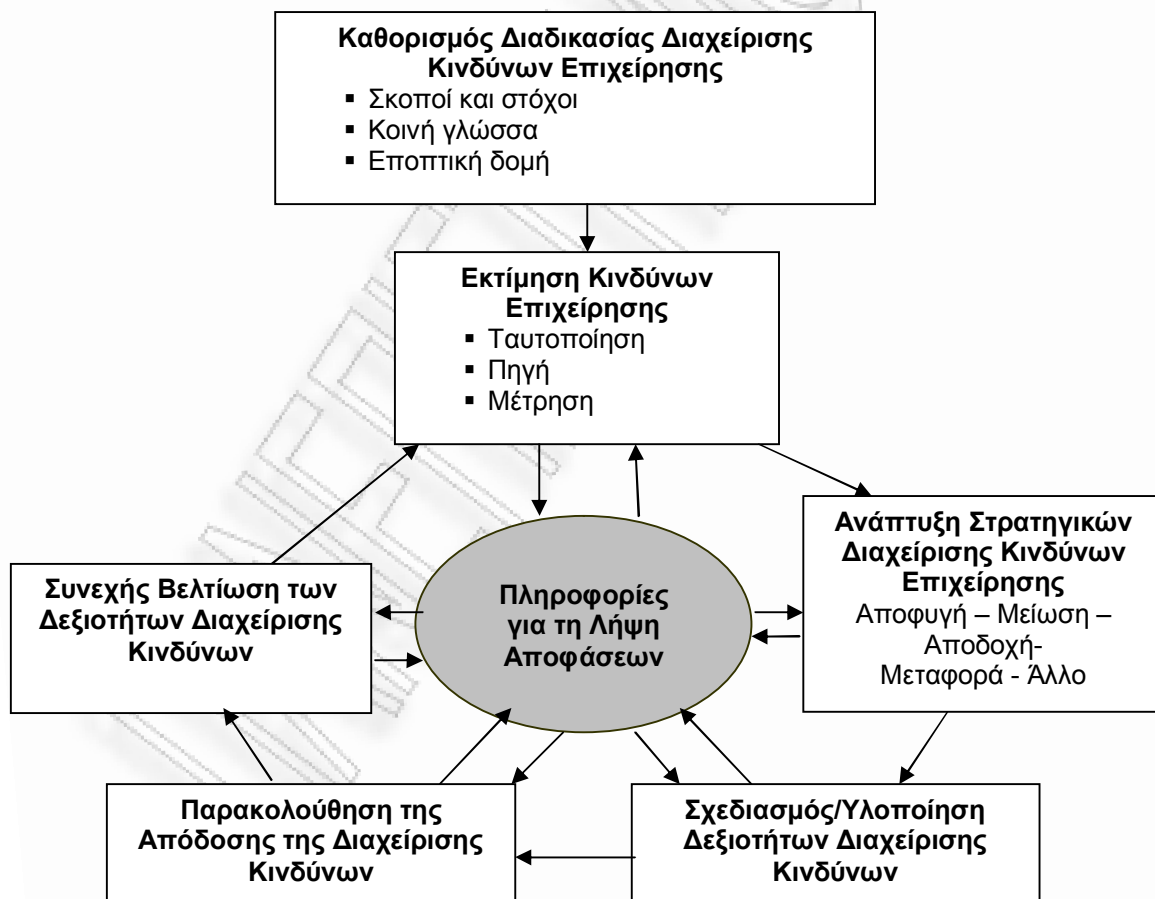 Καθορισμός Διαδικασίας Διαχείρισης
Κινδύνων Επιχείρησης
▪ Σκοποί και στόχοι
▪ Κοινή γλώσσα
▪ Εποπτική δομή
Εκτίμηση Κινδύνων
Επιχείρησης
▪ Ταυτοποίηση
▪ Πηγή
▪ Μέτρηση
Ανάπτυξη Στρατηγικών
Διαχείρισης Κινδύνων
Επιχείρησης
Αποφυγή – Μείωση –
Αποδοχή-
Μεταφορά - Άλλο
Συνεχής Βελτίωση των
Δεξιοτήτων Διαχείρισης
Κινδύνων
Πληροφορίες
για τη Λήψη
Αποφάσεων
Παρακολούθηση της
Απόδοσης της Διαχείρισης
Κινδύνων
Σχεδιασμός/Υλοποίηση
Δεξιοτήτων Διαχείρισης
Κινδύνων